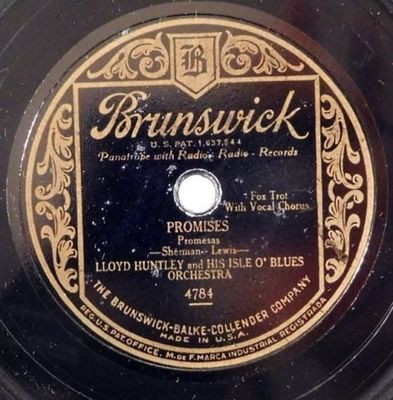 B
Brunswick
U.S. PAT. 1,637,544
Panatrope with Radio · Radio · Records
Fox Trot
With Vocal Chorus
PROMISES
Promesas
—Sherman - Lewis—
LLOYD HUNTLEY and HIS ISLE O' BLUES
ORCHESTRA
4784
THE BRUNSWICK-BALKE-COLLENDER COMPANY
MADE IN U.S.A.
REG. U.S. PAT. OFFICE. M. DE F. MARCA INDUSTRIAL REGISTRADA